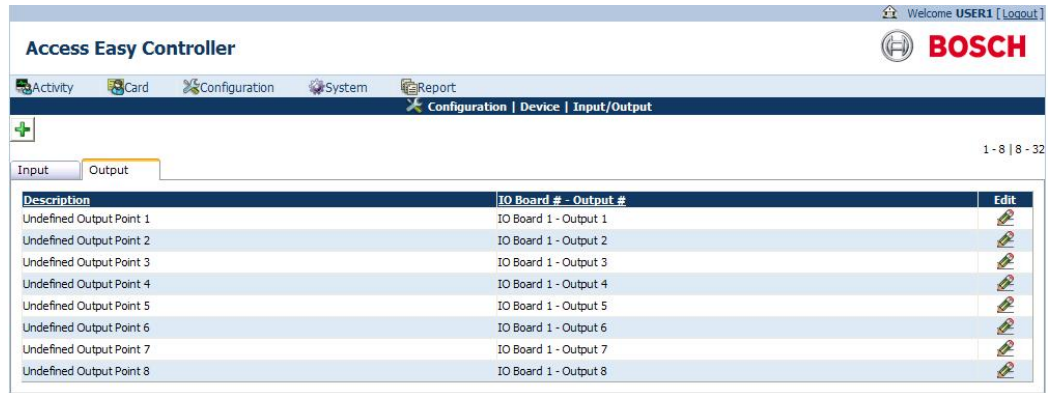 Welcome USER1 [ Logout ]
Access Easy Controller
BOSCH
Activity Card Configuration System Report
Configuration | Device | Input/Output
1 - 8 | 8 - 32
Input Output
Description IO Board # - Output # Edit
Undefined Output Point 1 IO Board 1 - Output 1
Undefined Output Point 2 IO Board 1 - Output 2
Undefined Output Point 3 IO Board 1 - Output 3
Undefined Output Point 4 IO Board 1 - Output 4
Undefined Output Point 5 IO Board 1 - Output 5
Undefined Output Point 6 IO Board 1 - Output 6
Undefined Output Point 7 IO Board 1 - Output 7
Undefined Output Point 8 IO Board 1 - Output 8